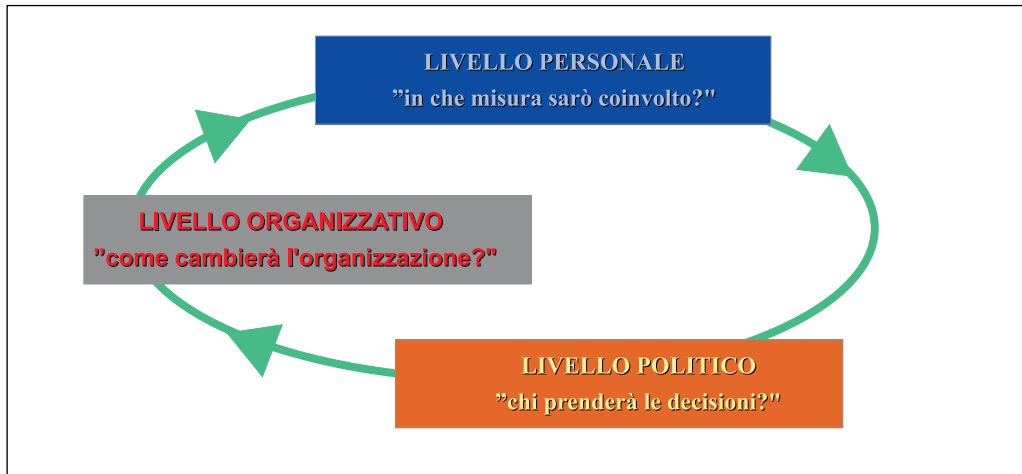 LIVELLO PERSONALE
”in che misura sarò coinvolto?"
LIVELLO ORGANIZZATIVO
”come cambierà l'organizzazione?"
LIVELLO POLITICO
”chi prenderà le decisioni?"